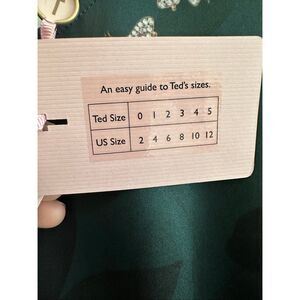 An easy guide to Ted's sizes.
Ted Size 0 1 2 3 4 5
US Size 2 4 6 8 10 12